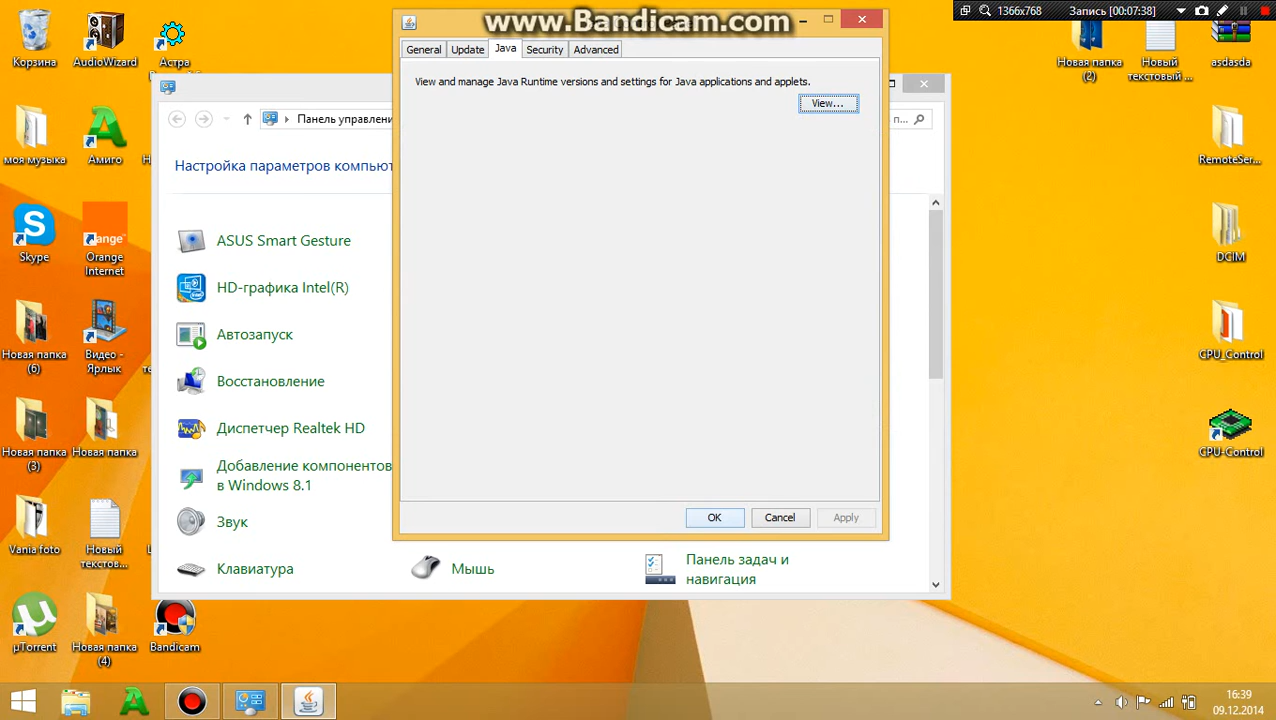 www.Bandicam.com
1366x768
Запись [00:07:38]
General
Update
Java
Security
Advanced
View and manage Java Runtime versions and settings for Java applications and applets.
View...
OK
Cancel
Apply
Панель управлени
п...
Настройка параметров компьют
ASUS Smart Gesture
HD-графика Intel(R)
Автозапуск
Восстановление
Диспетчер Realtek HD
Добавление компонентов
в Windows 8.1
Звук
Клавиатура
Мышь
Панель задач и
навигация
Корзина
AudioWizard
Астра
моя музыка
Амиго
Skype
Orange
Internet
ange™
Новая папка
(6)
Видео -
Ярлык
Новая папка
(3)
Новая папка
Vania foto
Новый
текстов...
µTorrent
Новая папка
(4)
Bandicam
Новая папка
(2)
Новый
текстовый ...
asdasda
RemoteSer...
DCIM
CPU_Control
CPU-Control
16:39
09.12.2014